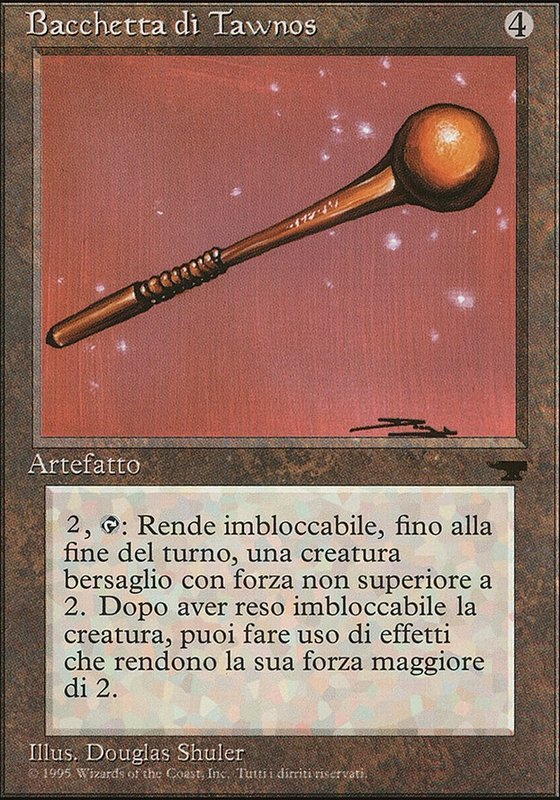 Bacchetta di Tawnos
4
Artefatto
2, : Rende imbloccabile, fino alla
fine del turno, una creatura
bersaglio con forza non superiore a
2. Dopo aver reso imbloccabile la
creatura, puoi fare uso di effetti
che rendono la sua forza maggiore
di 2.
Illus. Douglas Shuler
© 1995 Wizards of the Coast, Inc. Tutti i dirriti riservati.